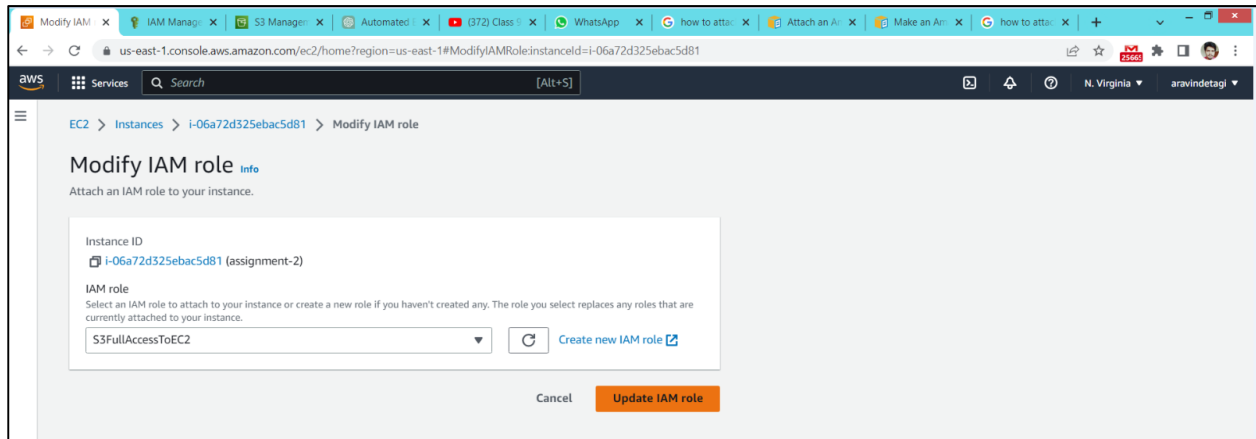 Modify IAM
IAM Manage
S3 Managem
Automated
(372) Class 9
WhatsApp
how to attac
Attach an Am
Make an Am
how to attac
us-east-1.console.aws.amazon.com/ec2/home?region=us-east-1#ModifyIAMRole:instanceId=i-06a72d325ebac5d81
25665
aws
Services
Search
[Alt+S]
N. Virginia
aravindetagi
EC2 > Instances > i-06a72d325ebac5d81 > Modify IAM role
Modify IAM role Info
Attach an IAM role to your instance.
Instance ID
i-06a72d325ebac5d81 (assignment-2)
IAM role
Select an IAM role to attach to your instance or create a new role if you haven't created any. The role you select replaces any roles that are
currently attached to your instance.
S3FullAccessToEC2
Create new IAM role
Cancel
Update IAM role